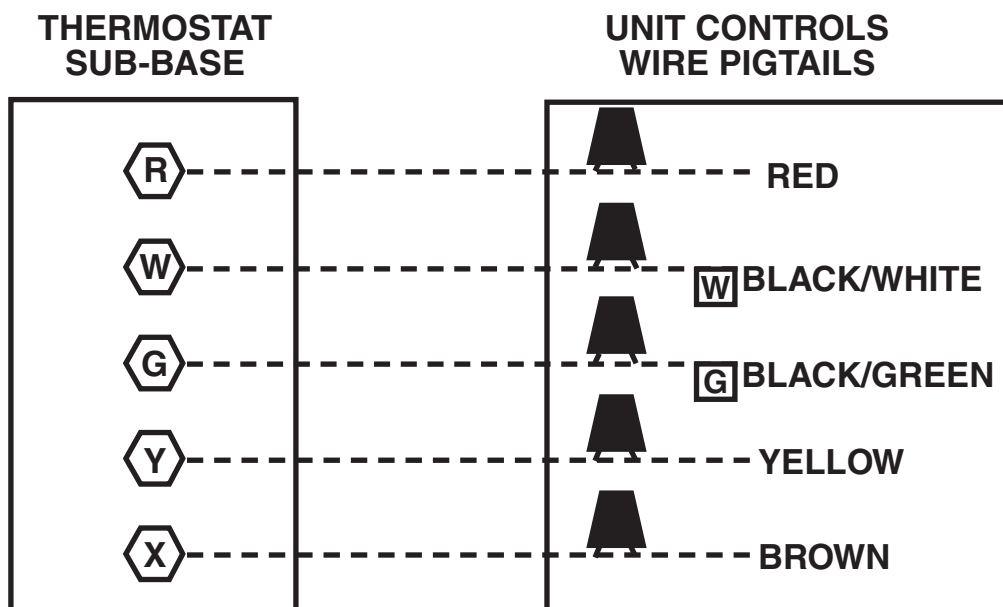 THERMOSTAT
SUB-BASE
UNIT CONTROLS
WIRE PIGTAILS
R RED
W W BLACK/WHITE
G G BLACK/GREEN
Y YELLOW
X BROWN